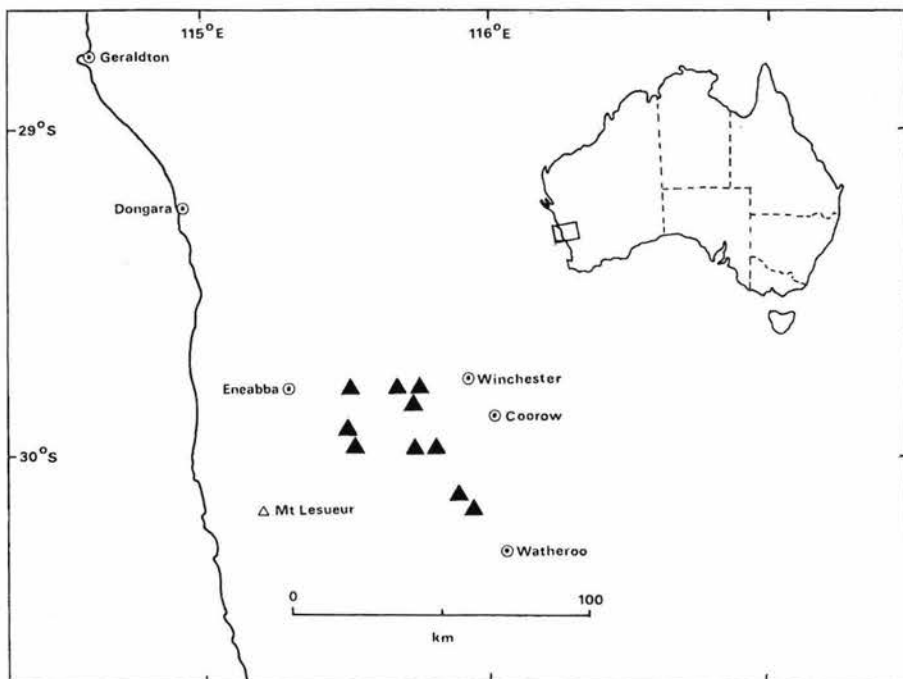 115°E 116°E
Geraldton
29°S
Dongara
Winchester
Eneabba
Coorow
30°S
Mt Lesueur
Watheroo
0 100
km